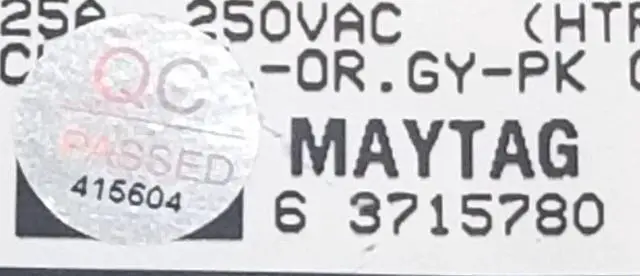 25A 250VAC (HTR
-OR.GY-PK
QC
PASSED
415604
MAYTAG
6 3715780